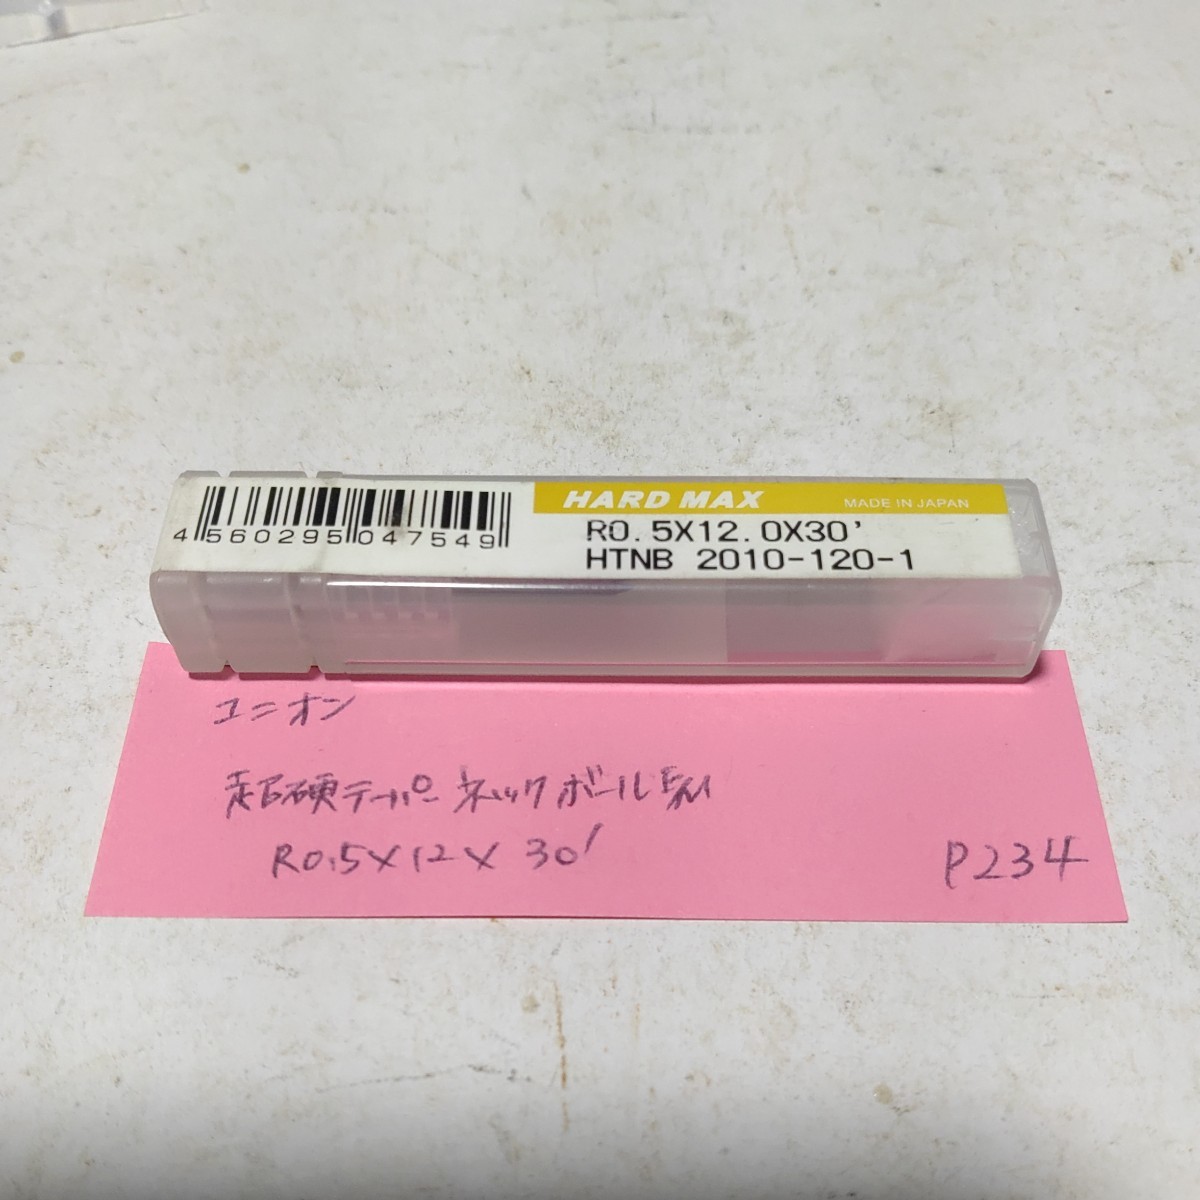 HARD MAX MADE IN JAPAN
R0.5X12.0X30'
HTNB 2010-120-1
4560295047549
ユニオン
超硬テーパーネックボールEM
R0.5×12×30'
P234